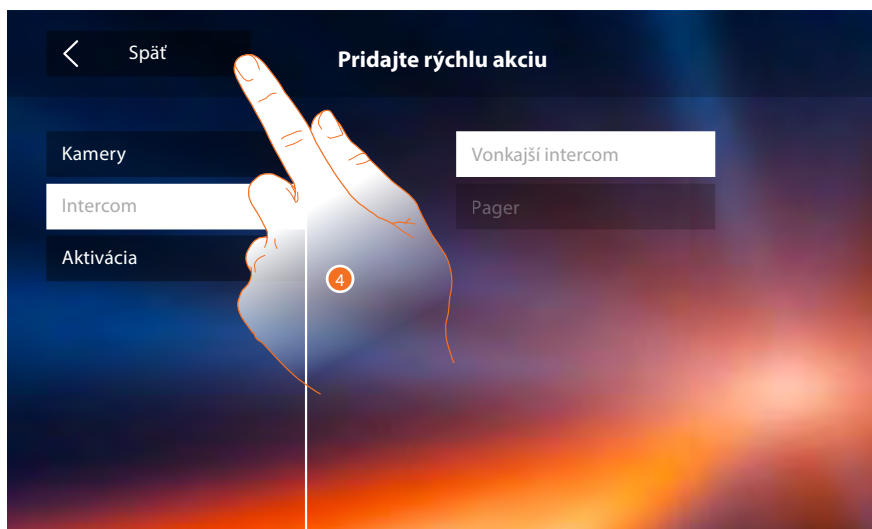 Späť
Pridajte rýchlu akciu
Kamery
Intercom
Aktivácia
Vonkajší intercom
Pager
4